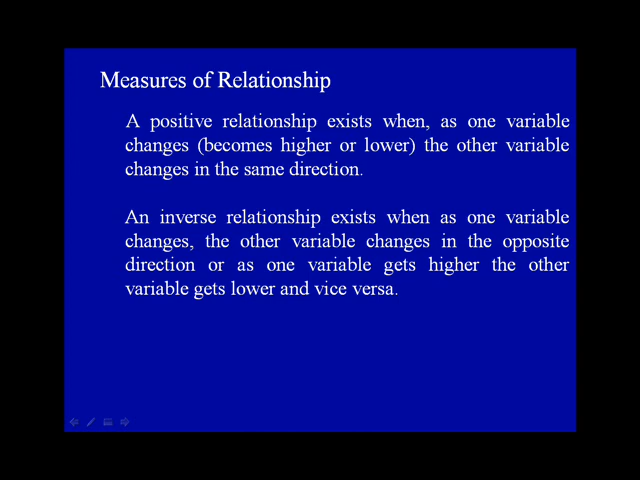 Measures of Relationship
A positive relationship exists when, as one variable
changes (becomes higher or lower) the other variable
changes in the same direction.
An inverse relationship exists when as one variable
changes, the other variable changes in the opposite
direction or as one variable gets higher the other
variable gets lower and vice versa.